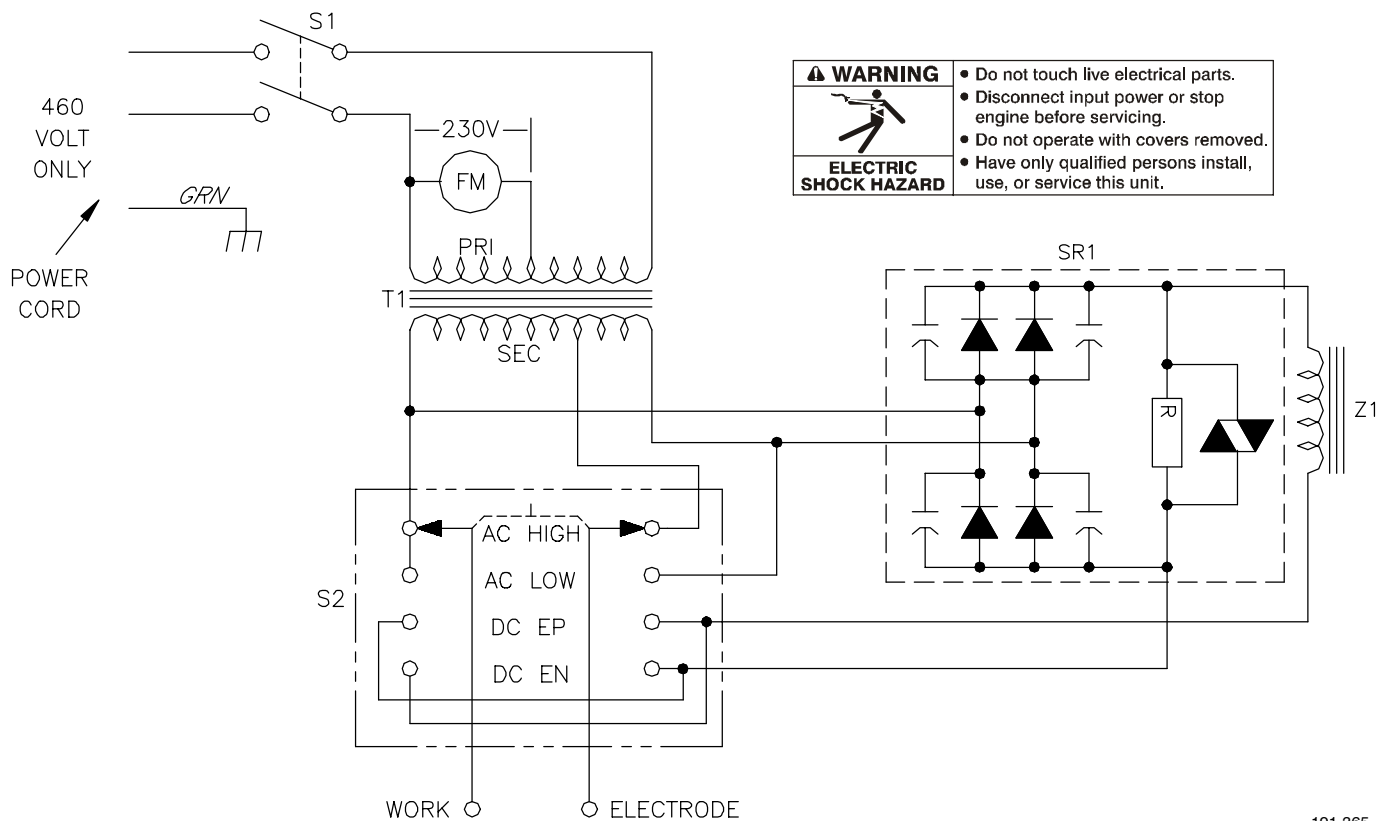 S1
460
VOLT
ONLY
230V
FM
GRN
POWER
CORD
PRI
T1
SEC
WARNING
ELECTRIC
SHOCK HAZARD
• Do not touch live electrical parts.
• Disconnect input power or stop
engine before servicing.
• Do not operate with covers removed.
• Have only qualified persons install,
use, or service this unit.
SR1
R
Z1
S2
AC HIGH
AC LOW
DC EP
DC EN
WORK
ELECTRODE